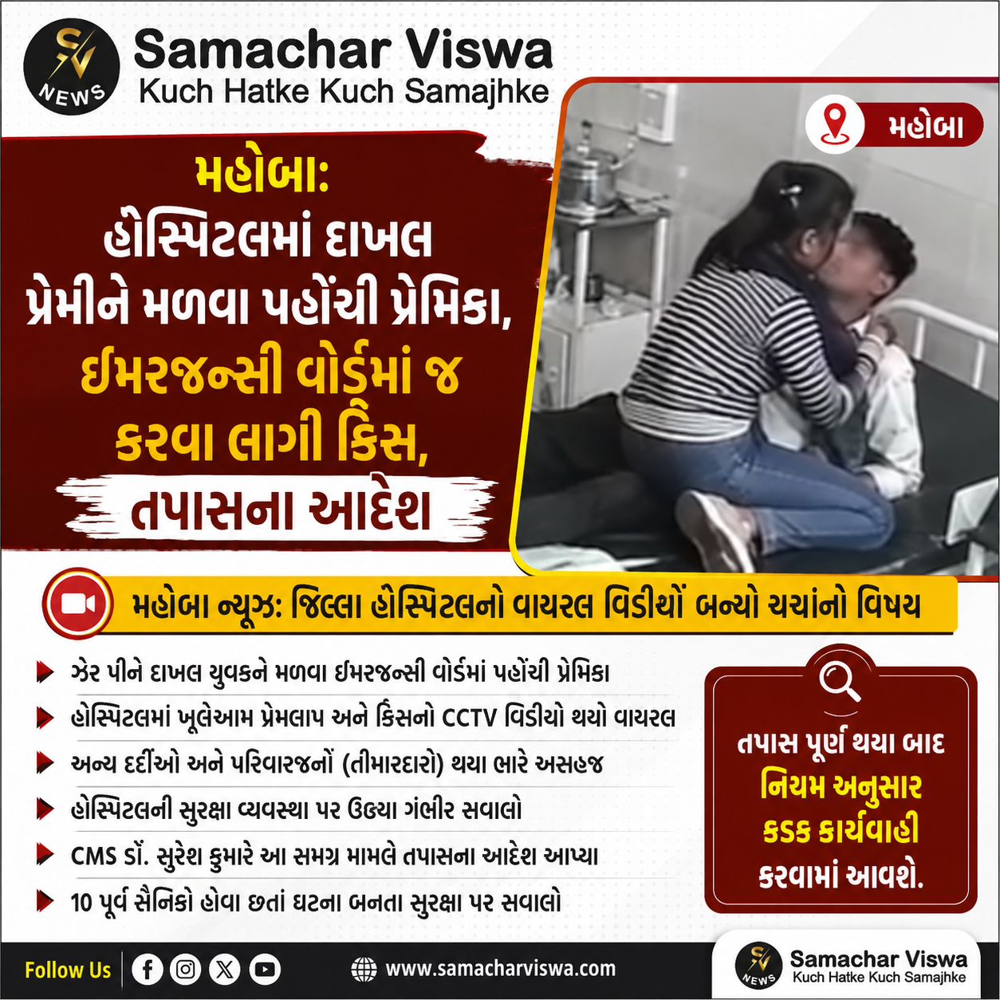 SV
NEWS
Samachar Viswa
Kuch Hatke Kuch Samajhke
મહોબા
મહોબા:
હોસ્પિટલમાં દાખલ
પ્રેમીને મળવા પહોંચી પ્રેમિકા,
ઈમરજન્સી વોર્ડમાં જ
કરવા લાગી કિસ,
તપાસના આદેશ
મહોબા ન્યૂઝ: જિલ્લા હોસ્પિટલનો વાયરલ વિડીયો બન્યો ચર્ચાનો વિષય
ઝેર પીને દાખલ યુવકને મળવા ઈમરજન્સી વોર્ડમાં પહોંચી પ્રેમિકા
હોસ્પિટલમાં ખૂલેઆમ પ્રેમલાપ અને કિસનો CCTV વિડીયો થયો વાયરલ
અન્ય દર્દીઓ અને પરિવારજનોં (તીમારદારો) થયા ભારે અસહજ
હોસ્પિટલની સુરક્ષા વ્યવસ્થા પર ઉઠ્યા ગંભીર સવાલો
CMS ડૉ. સુરેશ કુમારે આ સમગ્ર મામલે તપાસના આદેશ આપ્યા
10 પૂર્વ સૈનિકો હોવા છતાં ઘટના બનતા સુરક્ષા પર સવાલો
તપાસ પૂર્ણ થયા બાદ
નિયમ અનુસાર
કડક કાર્યવાહી
કરવામાં આવશે.
Follow Us
www.samacharviswa.com
SV
NEWS
Samachar Viswa
Kuch Hatke Kuch Samajhke